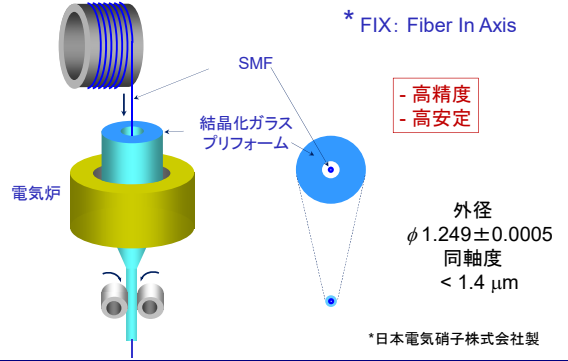 * FIX: Fiber In Axis
SMF
- 高精度
- 高安定
結晶化ガラス
プリフォーム
電気炉
外径
φ1.249±0.0005
同軸度
< 1.4 μm
*日本電気硝子株式会社製